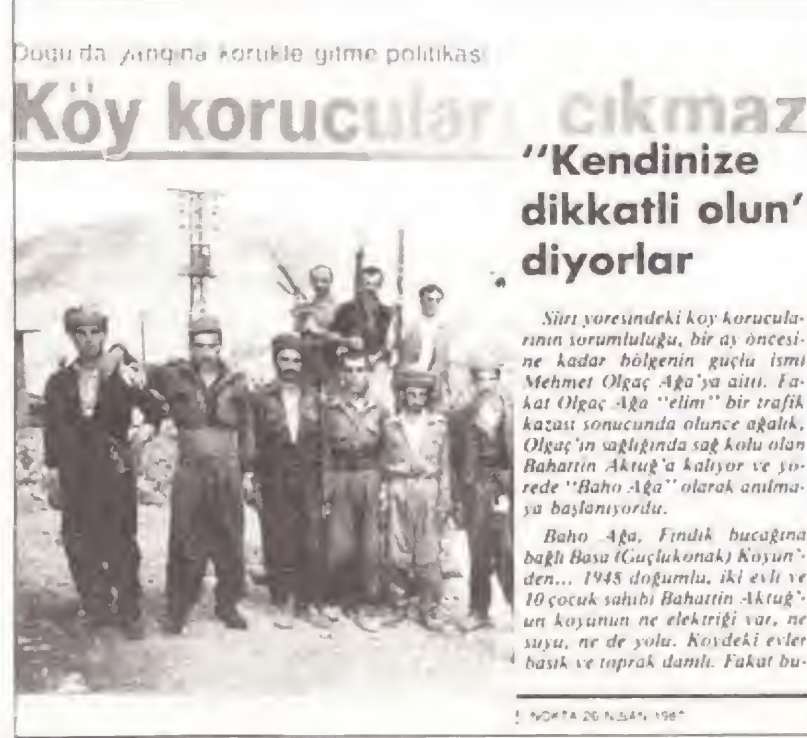 Doğu'da yangına körükle gitme politikası
Köy korucuları çıkmaz
"Kendinize
dikkatli olun'
diyorlar
Siirt yöresindeki köy korucula-
rının sorumluluğu, bir ay öncesi-
ne kadar bölgenin güçlü ismi
Mehmet Olgaç Ağa'ya aitti. Fa-
kat Olgaç Ağa "elim" bir trafik
kazası sonucunda ölünce ağalık,
Olgaç'ın sağlığında sağ kolu olan
Bahattin Aktuğ'a kalıyor ve yö-
rede "Baho Ağa" olarak anılma-
ya başlanıyordu.
Baho Ağa, Fındık bucağına
bağlı Basa (Güçlükonak) Köyün'-
den... 1948 doğumlu, iki evli ve
10 çocuk sahibi Bahattin Aktuğ'-
un köyünün ne elektriği var, ne
suyu, ne de yolu. Köydeki evler
basık ve toprak damlı. Fakat bu-
NOKTA 26 NİSAN